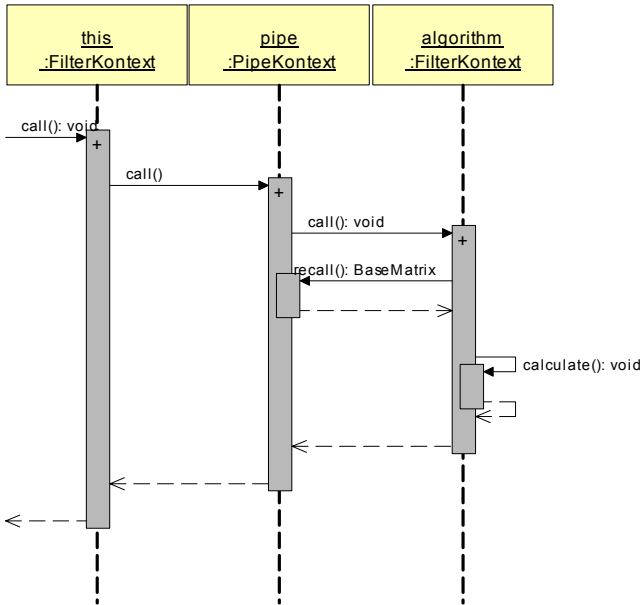 this
:FilterKontext
pipe
:PipeKontext
algorithm
:FilterKontext
call(): void
+
call()
+
call(): void
+
recall(): BaseMatrix
calculate(): void